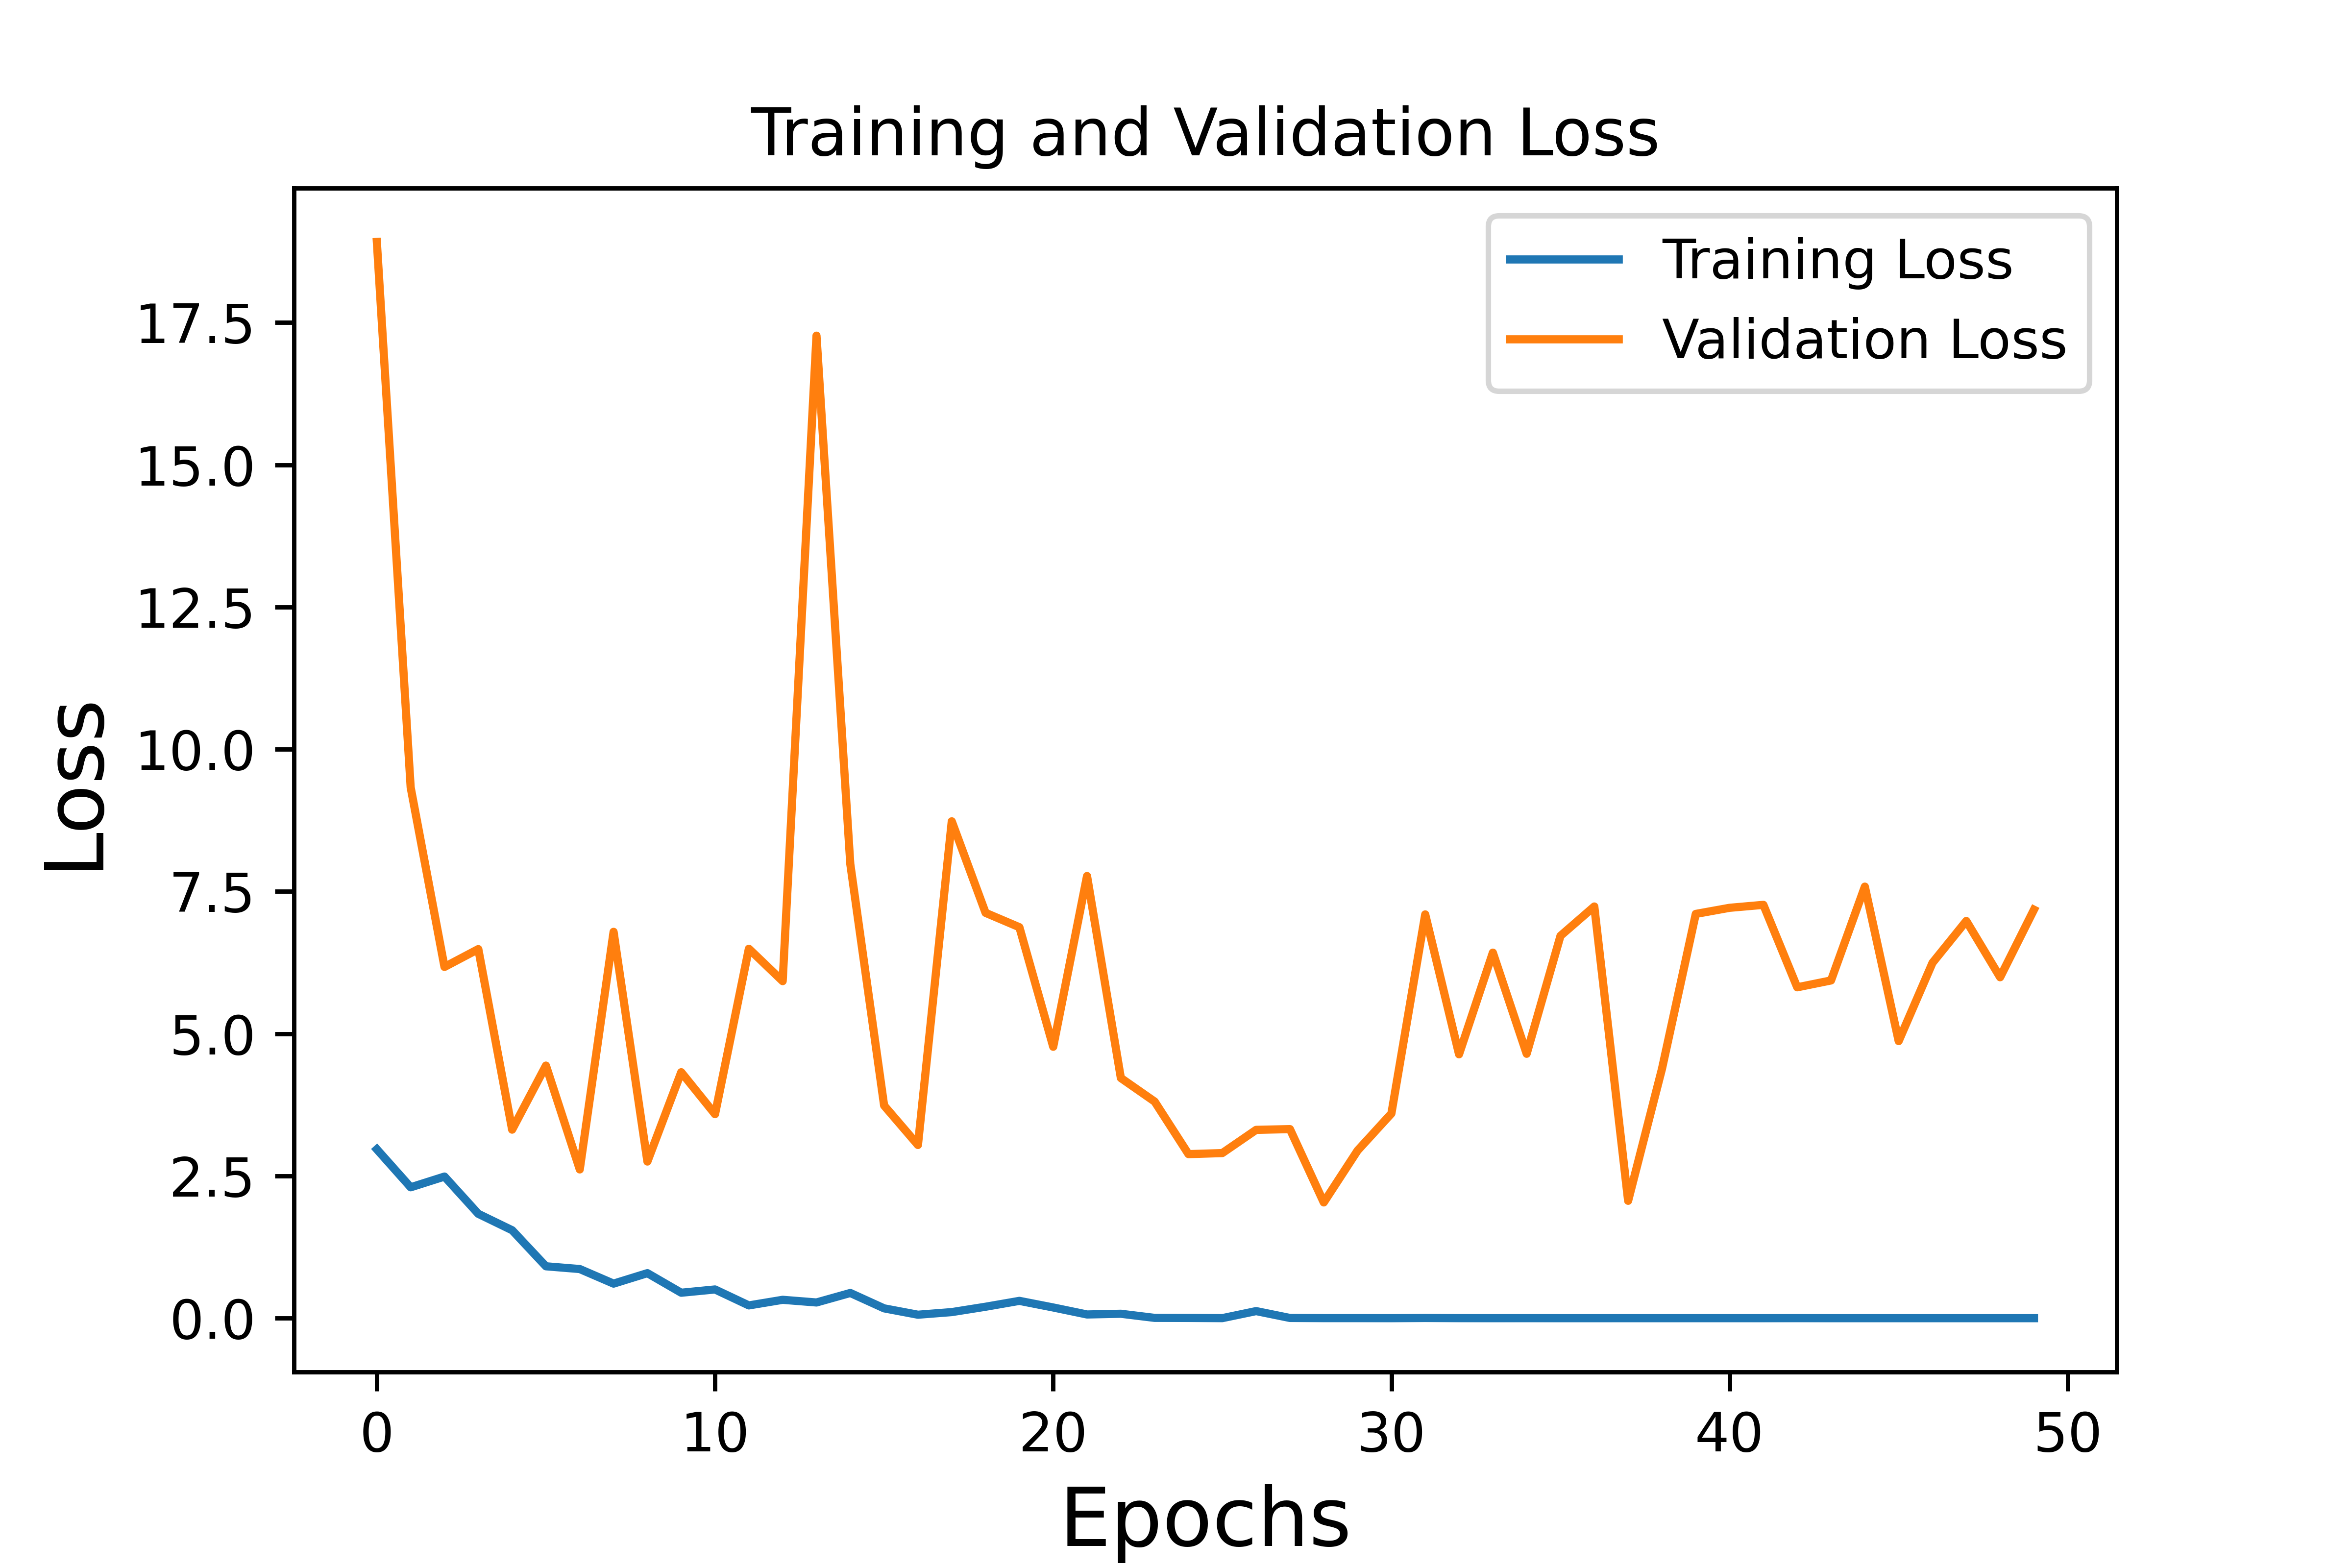 Training and Validation Loss
Training Loss
Validation Loss
17.5
15.0
12.5
10.0
7.5
5.0
2.5
0.0
Loss
0 10 20 30 40 50
Epochs